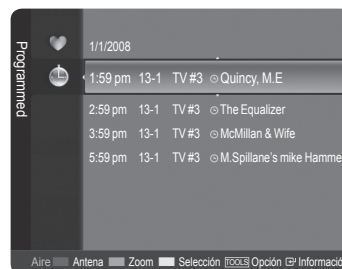 Programmed
1/1/2008
1:59 pm 13-1 TV #3 Quincy, M.E
2:59 pm 13-1 TV #3 The Equalizer
3:59 pm 13-1 TV #3 McMillan & Wife
5:59 pm 13-1 TV #3 M.Spillane's mike Hamme
Aire Antena Zoom Selección TOOLS Opción Informació